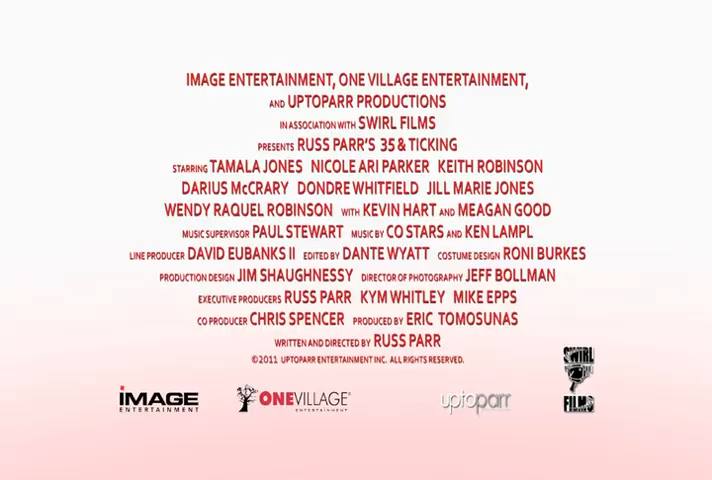 IMAGE ENTERTAINMENT, ONE VILLAGE ENTERTAINMENT,
AND UPTOPARR PRODUCTIONS
IN ASSOCIATION WITH SWIRL FILMS
PRESENTS RUSS PARR'S 35 & TICKING
STARRING TAMALA JONES NICOLE ARI PARKER KEITH ROBINSON
DARIUS McCRARY DONDRE WHITFIELD JILL MARIE JONES
WENDY RAQUEL ROBINSON WITH KEVIN HART AND MEAGAN GOOD
MUSIC SUPERVISOR PAUL STEWART MUSIC BY CO STARS AND KEN LAMPL
LINE PRODUCER DAVID EUBANKS II EDITED BY DANTE WYATT COSTUME DESIGN RONI BURKES
PRODUCTION DESIGN JIM SHAUGHNESSY DIRECTOR OF PHOTOGRAPHY JEFF BOLLMAN
EXECUTIVE PRODUCERS RUSS PARR KYM WHITLEY MIKE EPPS
CO PRODUCER CHRIS SPENCER PRODUCED BY ERIC TOMOSUNAS
WRITTEN AND DIRECTED BY RUSS PARR
©2011 UPTOPARR ENTERTAINMENT INC. ALL RIGHTS RESERVED.
IMAGE
ENTERTAINMENT
ONEVILLAGE
ENTERTAINMENT
uptoparr
SWIRL
FILMS